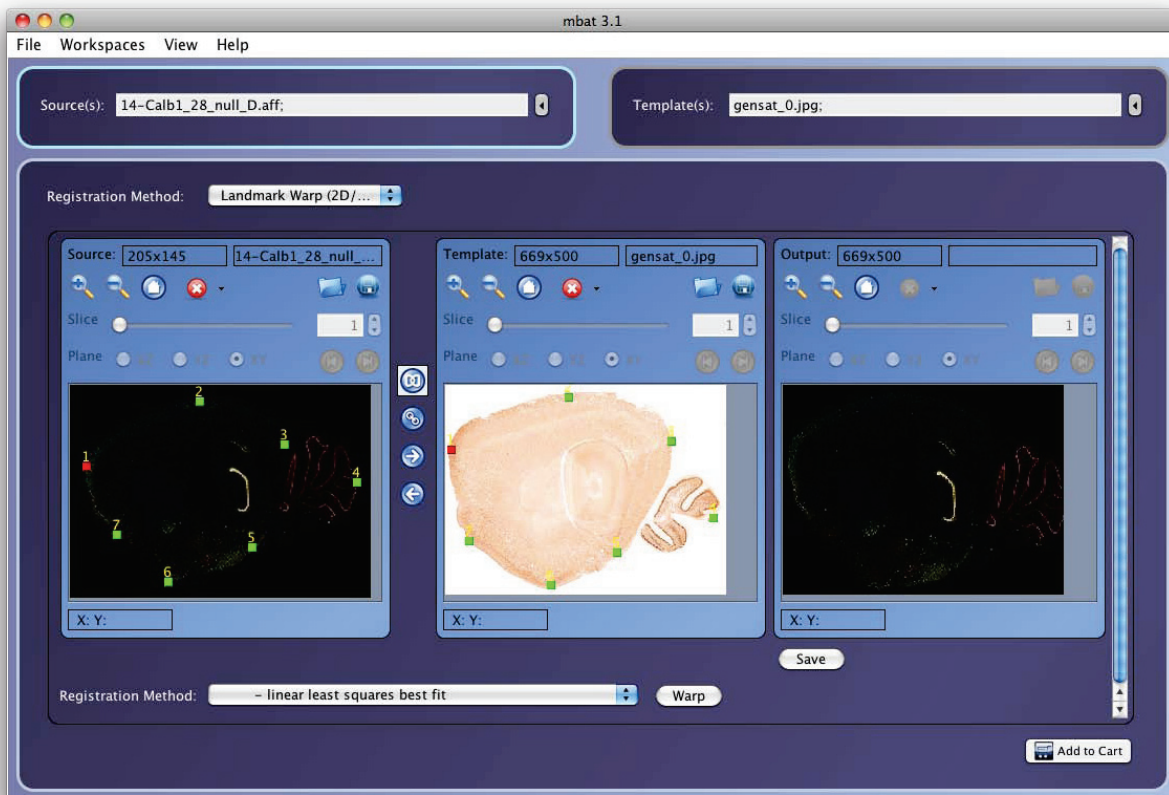 mbat 3.1
File Workspaces View Help
Source(s): 14-Calb1_28_null_D.aff;
Template(s): gensat_0.jpg;
Registration Method: Landmark Warp (2D/...
Source: 205x145 14-Calb1_28_null_...
Slice 1
Plane XY
2
3
1
4
7
5
6
X: Y:
Template: 669x500 gensat_0.jpg
Slice 1
Plane XY
X: Y:
Output: 669x500
Slice 1
Plane XY
X: Y:
Save
Registration Method: - linear least squares best fit Warp
Add to Cart